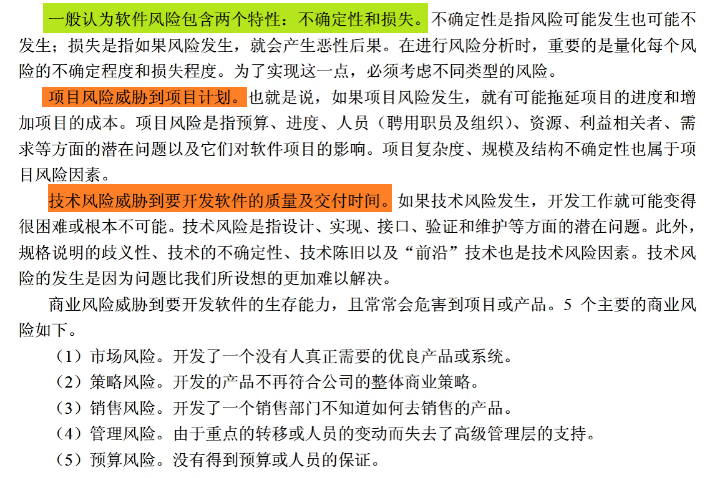 一般认为软件风险包含两个特性：不确定性和损失。不确定性是指风险可能发生也可能不
发生；损失是指如果风险发生，就会产生恶性后果。在进行风险分析时，重要的是量化每个风
险的不确定程度和损失程度。为了实现这一点，必须考虑不同类型的风险。
项目风险威胁到项目计划。也就是说，如果项目风险发生，就有可能拖延项目的进度和增
加项目的成本。项目风险是指预算、进度、人员（聘用职员及组织）、资源、利益相关者、需
求等方面的潜在问题以及它们对软件项目的影响。项目复杂度、规模及结构不确定性也属于项
目风险因素。
技术风险威胁到要开发软件的质量及交付时间。如果技术风险发生，开发工作就可能变得
很困难或根本不可能。技术风险是指设计、实现、接口、验证和维护等方面的潜在问题。此外，
规格说明的歧义性、技术的不确定性、技术陈旧以及“前沿”技术也是技术风险因素。技术风
险的发生是因为问题比我们所设想的更加难以解决。
商业风险威胁到要开发软件的生存能力，且常常会危害到项目或产品。5 个主要的商业风
险如下。
（1）市场风险。开发了一个没有人真正需要的优良产品或系统。
（2）策略风险。开发的产品不再符合公司的整体商业策略。
（3）销售风险。开发了一个销售部门不知道如何去销售的产品。
（4）管理风险。由于重点的转移或人员的变动而失去了高级管理层的支持。
（5）预算风险。没有得到预算或人员的保证。